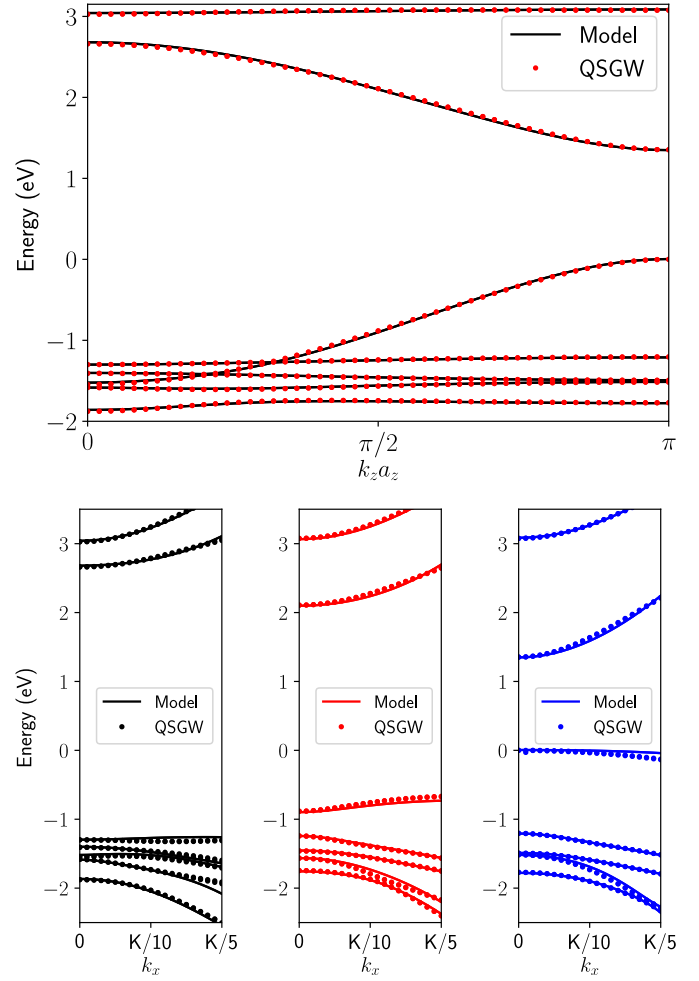 3
2
1
0
−1
−2
Energy (eV)
Model
QSGW
0
π/2
π
k_z a_z
3
2
1
0
−1
−2
Energy (eV)
Model
QSGW
0
K/10
K/5
k_x
3
2
1
0
−1
−2
Model
QSGW
0
K/10
K/5
k_x
3
2
1
0
−1
−2
Model
QSGW
0
K/10
K/5
k_x